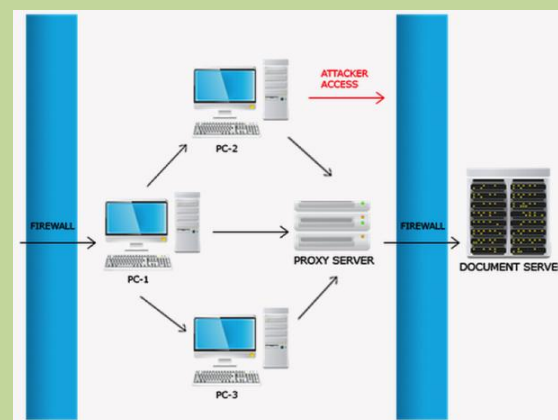 ATTACKER
ACCESS
PC-2
FIREWALL
PC-1
PROXY SERVER
FIREWALL
DOCUMENT SERVE
PC-3